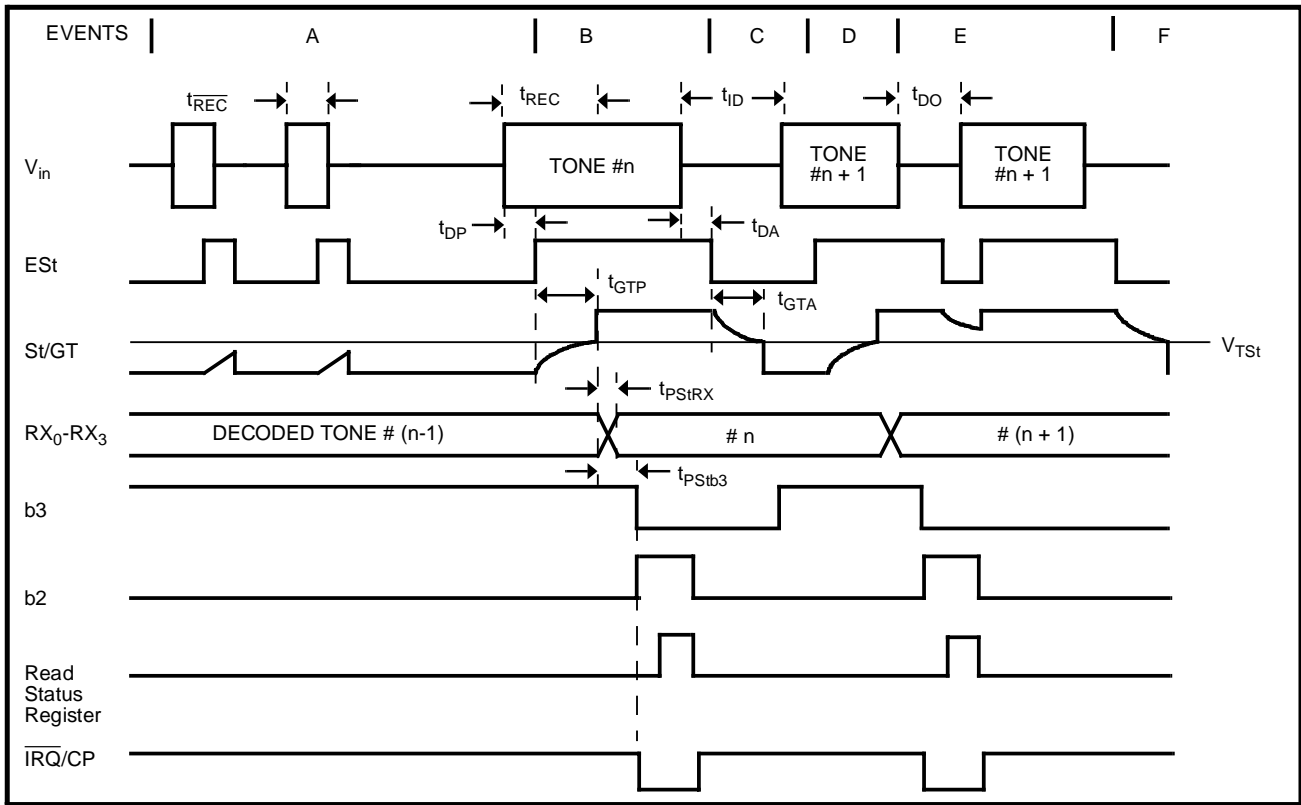 EVENTS A B C D E F
tREC tREC tID tDO
Vin TONE #n TONE #n + 1 TONE #n + 1
tDP tDA
ESt
tGTP tGTA
St/GT VTSt
tPStRX
RX0-RX3 DECODED TONE # (n-1) # n # (n + 1)
tPStb3
b3
b2
Read
Status
Register
IRQ/CP